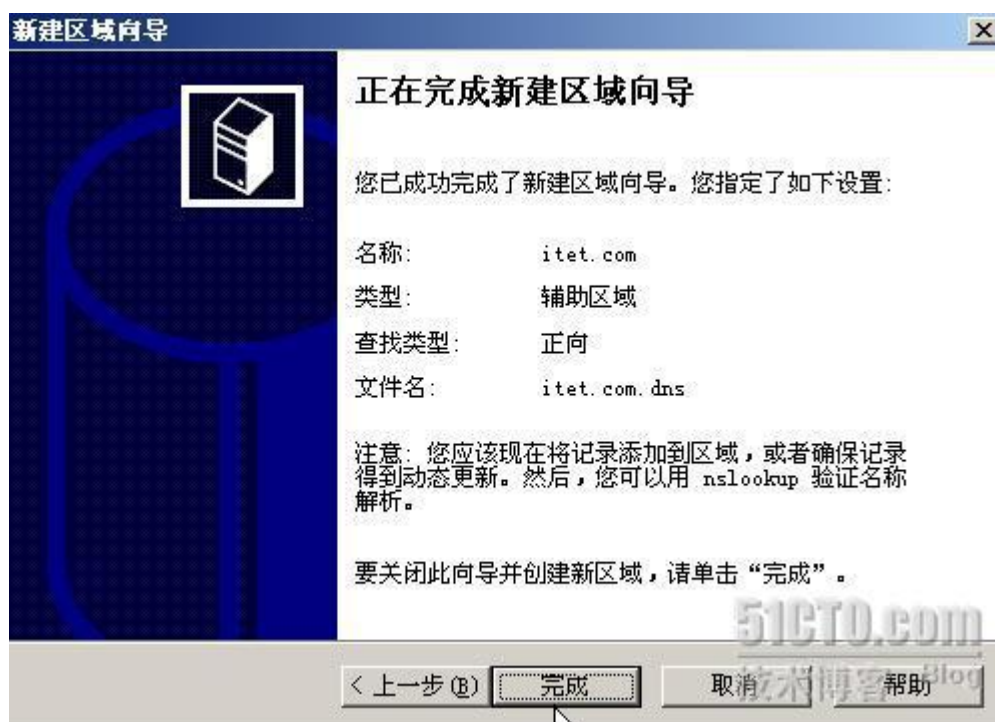 新建区域向导
正在完成新建区域向导
您已成功完成了新建区域向导。您指定了如下设置:
名称: itet.com
类型: 辅助区域
查找类型: 正向
文件名: itet.com.dns
注意: 您应该现在将记录添加到区域，或者确保记录
得到动态更新。然后，您可以用 nslookup 验证名称
解析。
要关闭此向导并创建新区域，请单击“完成”。
51CTO.com
技术博客 Blog
< 上一步(B) 完成 取消 帮助